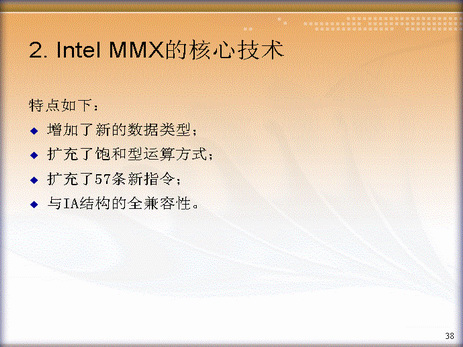 2. Intel MMX的核心技术
特点如下：
增加了新的数据类型；
扩充了饱和型运算方式；
扩充了57条新指令；
与IA结构的全兼容性。
38